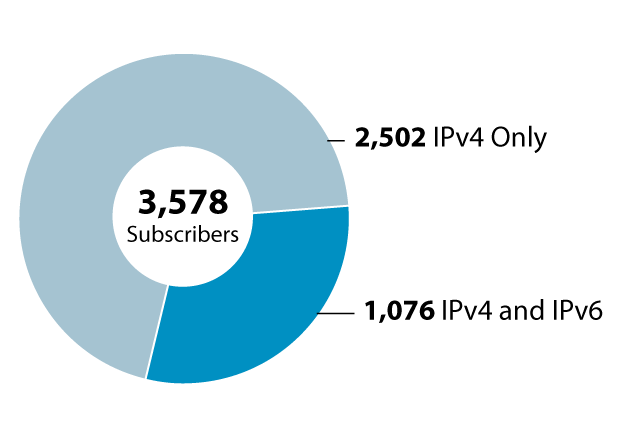 2,502 IPv4 Only
3,578
Subscribers
1,076 IPv4 and IPv6